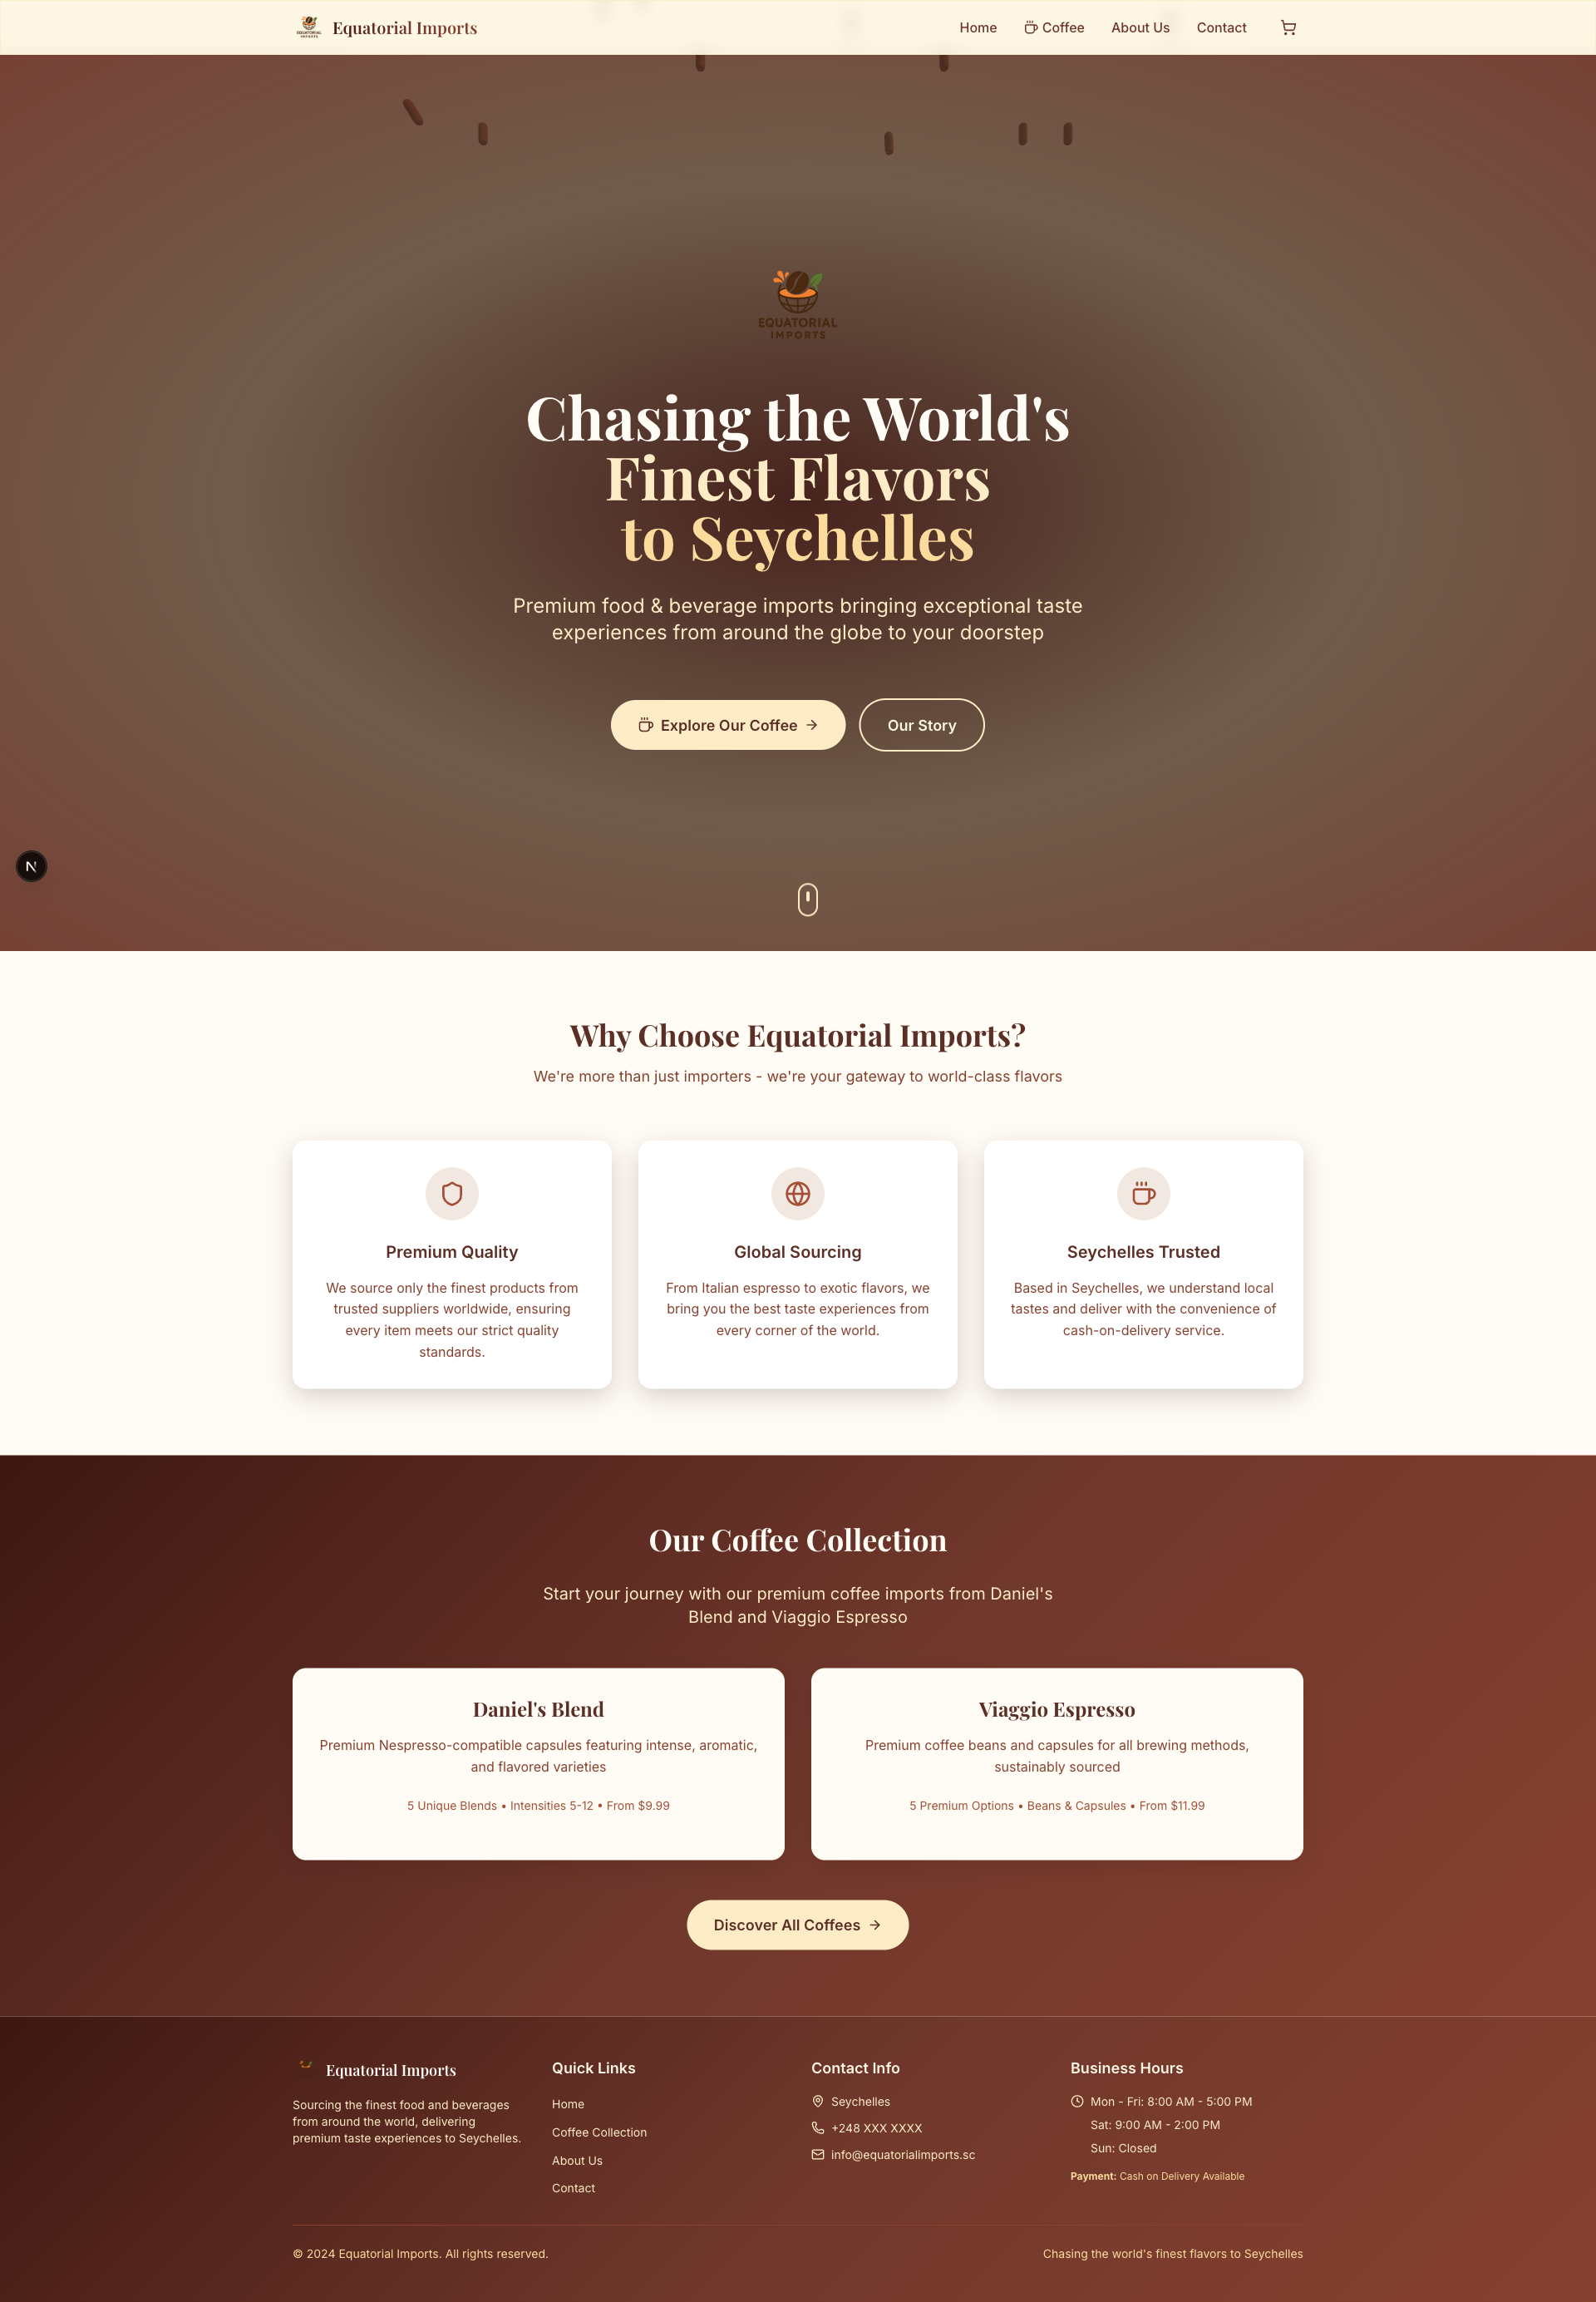 EQUATORIAL
IMPORTS
Equatorial Imports
Home
Coffee
About Us
Contact
EQUATORIAL
IMPORTS
Chasing the World's
Finest Flavors
to Seychelles
Premium food & beverage imports bringing exceptional taste
experiences from around the globe to your doorstep
Explore Our Coffee
Our Story
N
Why Choose Equatorial Imports?
We're more than just importers - we're your gateway to world-class flavors
Premium Quality
We source only the finest products from
trusted suppliers worldwide, ensuring
every item meets our strict quality
standards.
Global Sourcing
From Italian espresso to exotic flavors, we
bring you the best taste experiences from
every corner of the world.
Seychelles Trusted
Based in Seychelles, we understand local
tastes and deliver with the convenience of
cash-on-delivery service.
Our Coffee Collection
Start your journey with our premium coffee imports from Daniel's
Blend and Viaggio Espresso
Daniel's Blend
Premium Nespresso-compatible capsules featuring intense, aromatic,
and flavored varieties
5 Unique Blends • Intensities 5-12 • From $9.99
Viaggio Espresso
Premium coffee beans and capsules for all brewing methods,
sustainably sourced
5 Premium Options • Beans & Capsules • From $11.99
Discover All Coffees
Equatorial Imports
Sourcing the finest food and beverages
from around the world, delivering
premium taste experiences to Seychelles.
Quick Links
Home
Coffee Collection
About Us
Contact
Contact Info
Seychelles
+248 XXX XXXX
info@equatorialimports.sc
Business Hours
Mon - Fri: 8:00 AM - 5:00 PM
Sat: 9:00 AM - 2:00 PM
Sun: Closed
Payment: Cash on Delivery Available
© 2024 Equatorial Imports. All rights reserved.
Chasing the world's finest flavors to Seychelles